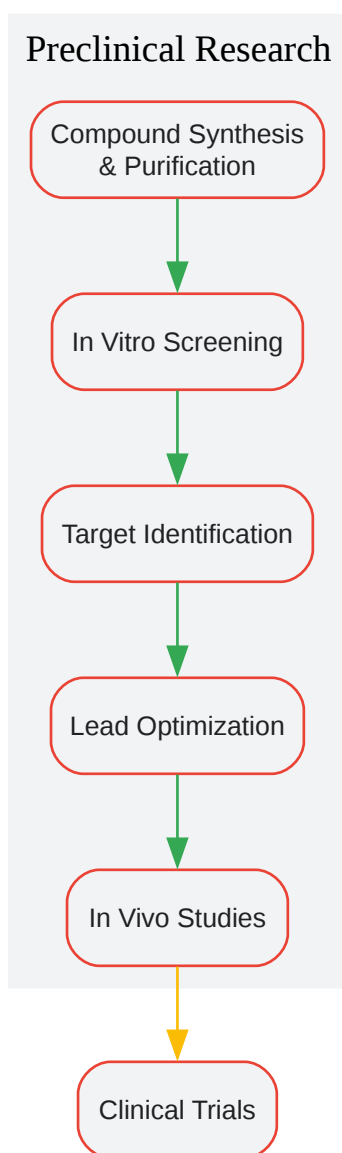 Preclinical Research
Compound Synthesis
& Purification
In Vitro Screening
Target Identification
Lead Optimization
In Vivo Studies
Clinical Trials